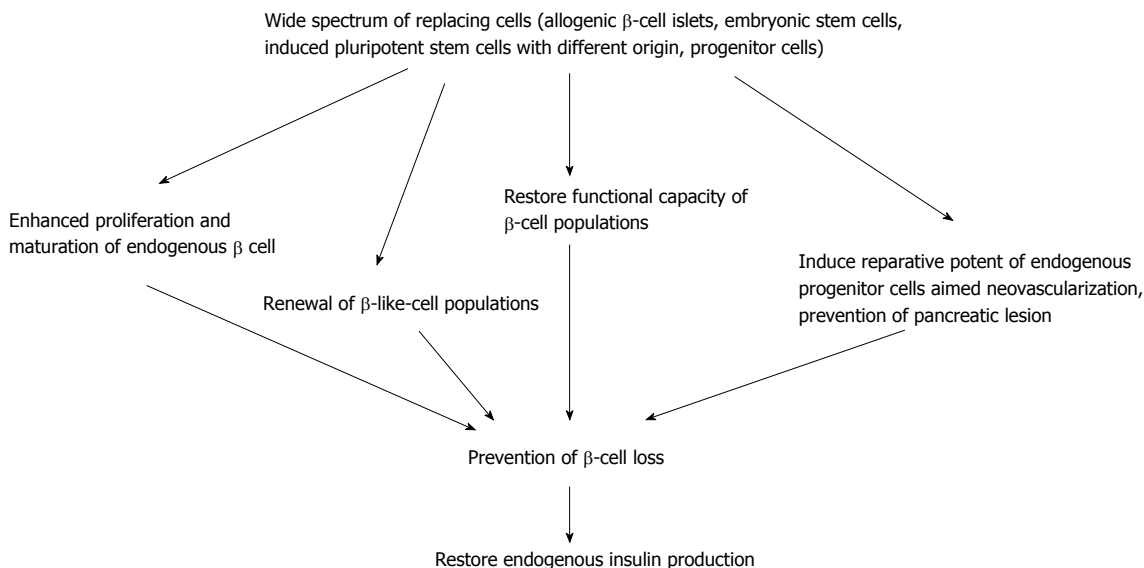 Wide spectrum of replacing cells (allogenic β-cell islets, embryonic stem cells,
induced pluripotent stem cells with different origin, progenitor cells)
Enhanced proliferation and
maturation of endogenous β cell
Renewal of β-like-cell populations
Restore functional capacity of
β-cell populations
Induce reparative potent of endogenous
progenitor cells aimed neovascularization,
prevention of pancreatic lesion
Prevention of β-cell loss
Restore endogenous insulin production